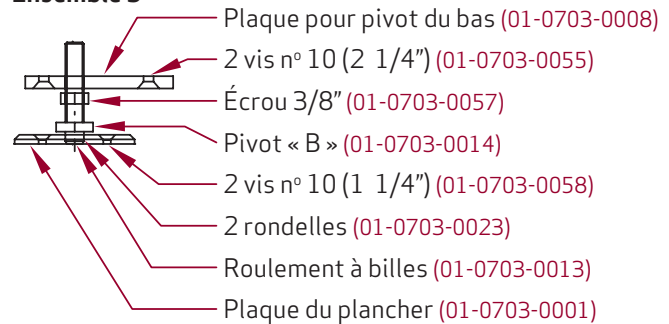 Plaque pour pivot du bas (01-0703-0008)
2 vis nº 10 (2 1/4") (01-0703-0055)
Écrou 3/8" (01-0703-0057)
Pivot « B » (01-0703-0014)
2 vis nº 10 (1 1/4") (01-0703-0058)
2 rondelles (01-0703-0023)
Roulement à billes (01-0703-0013)
Plaque du plancher (01-0703-0001)